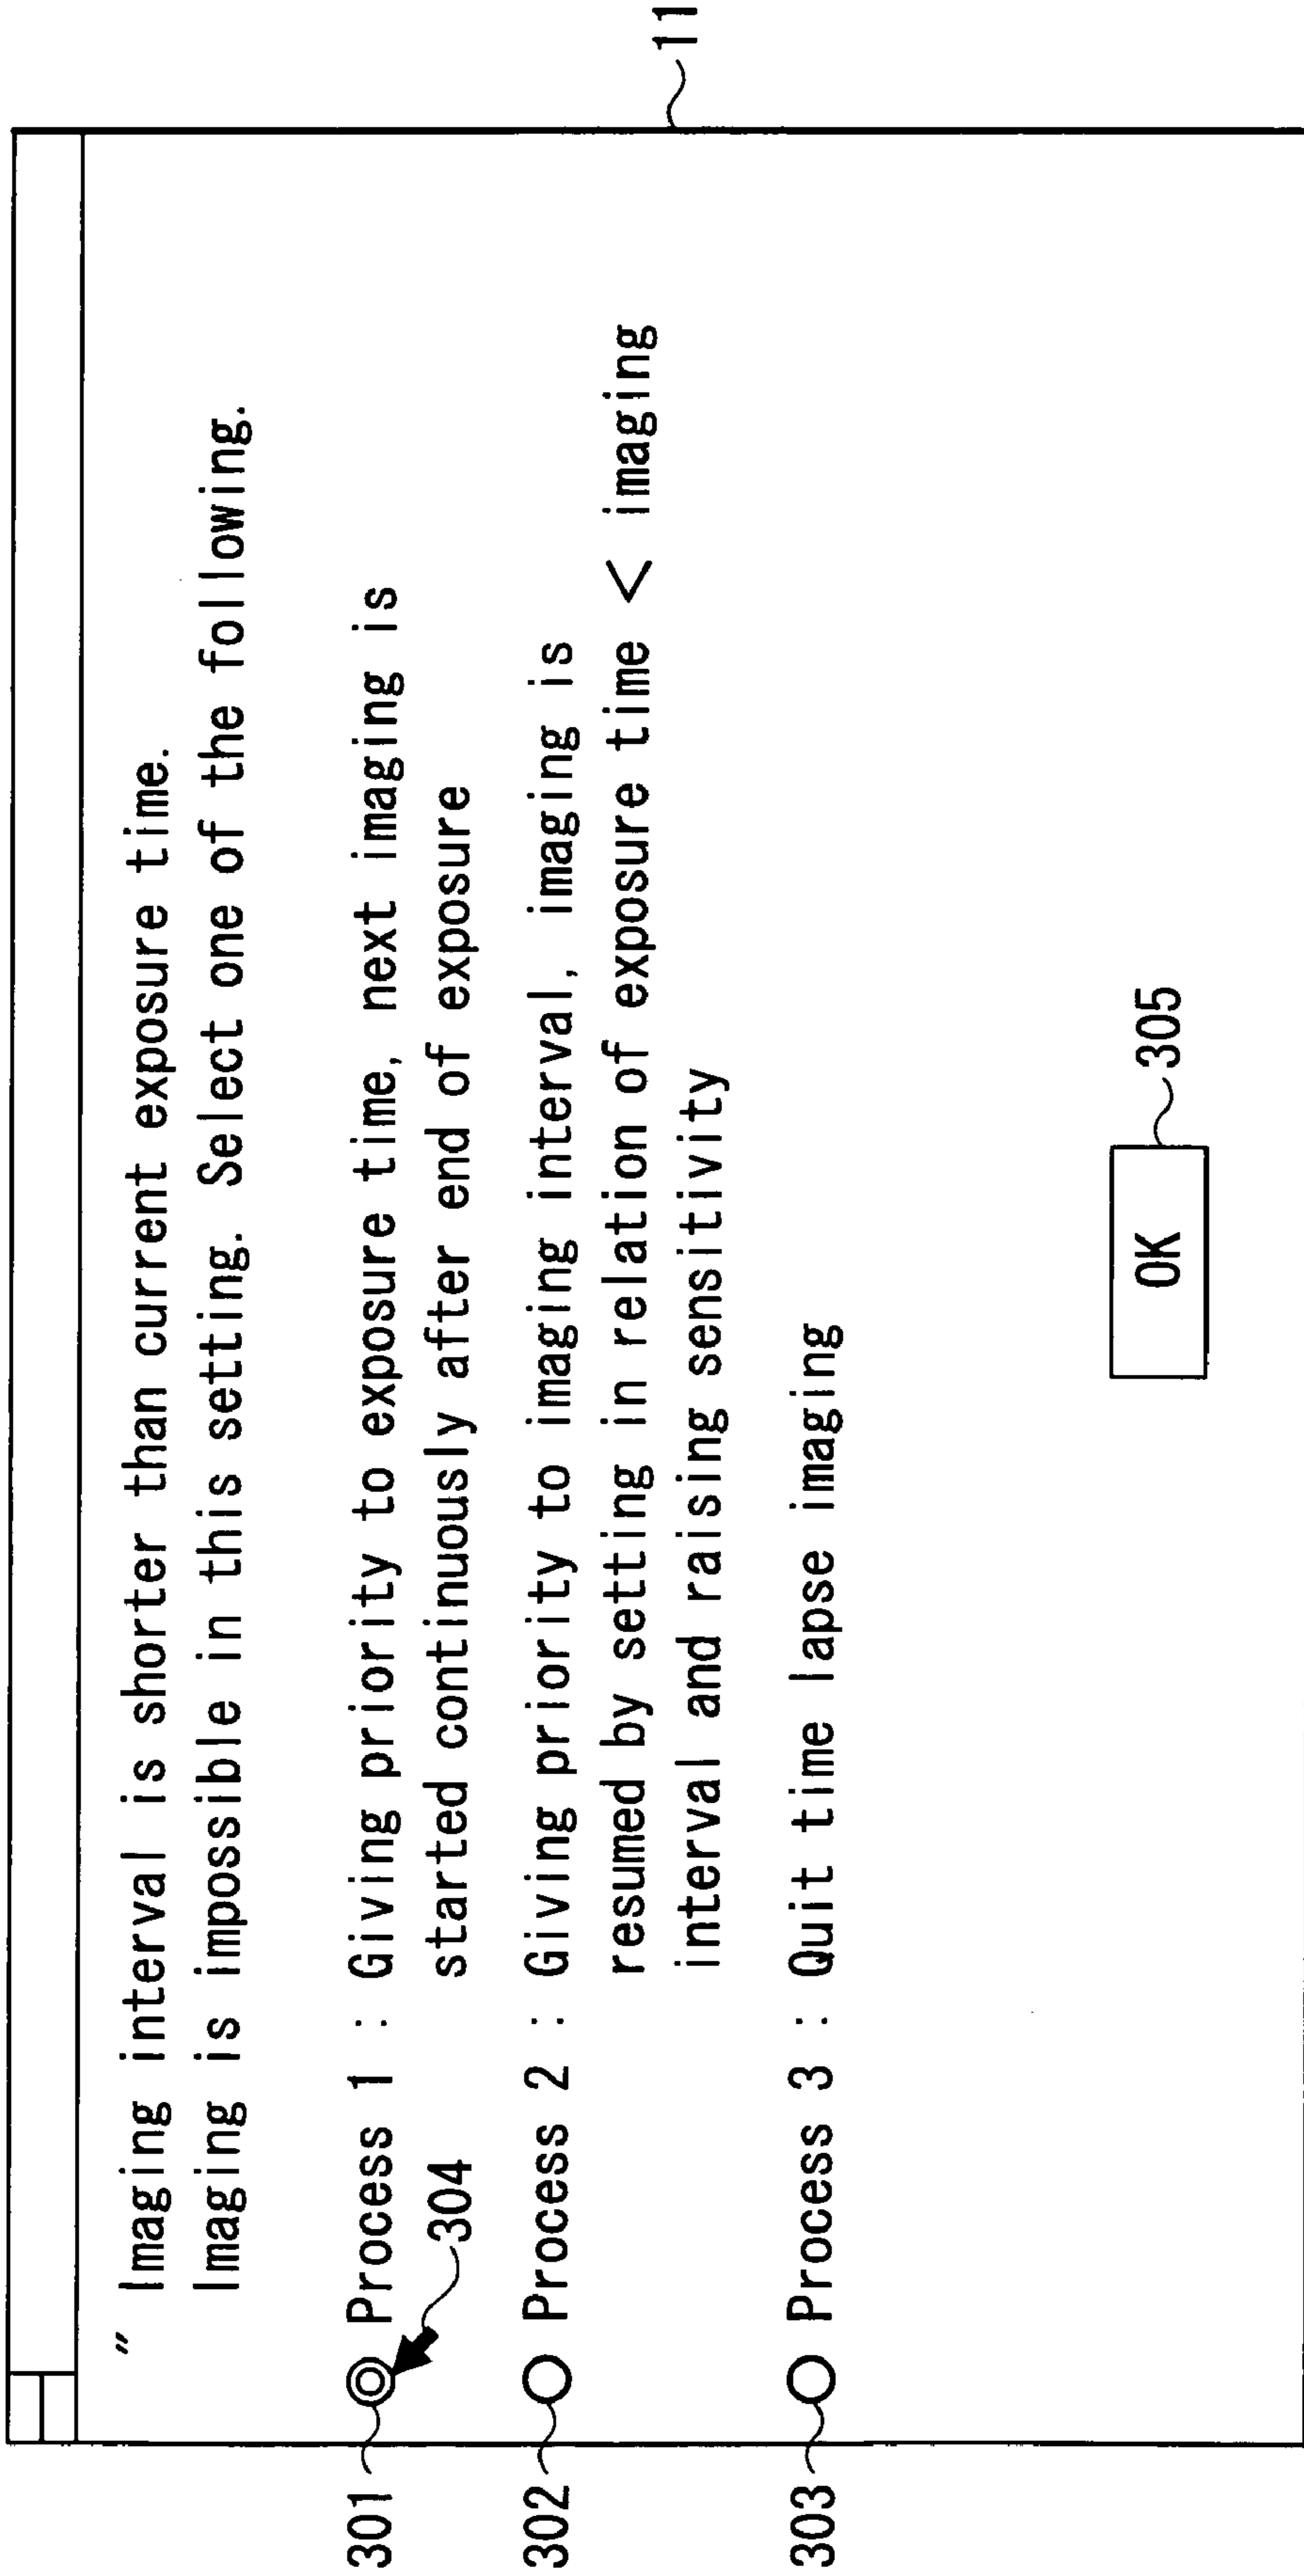 " Imaging interval is shorter than current exposure time.
Imaging is impossible in this setting. Select one of the following.
301
Process 1 : Giving priority to exposure time, next imaging is
started continuously after end of exposure
304
302
Process 2 : Giving priority to imaging interval, imaging is
resumed by setting in relation of exposure time < imaging
interval and raising sensitivity
303
Process 3 : Quit time lapse imaging
OK
305
11